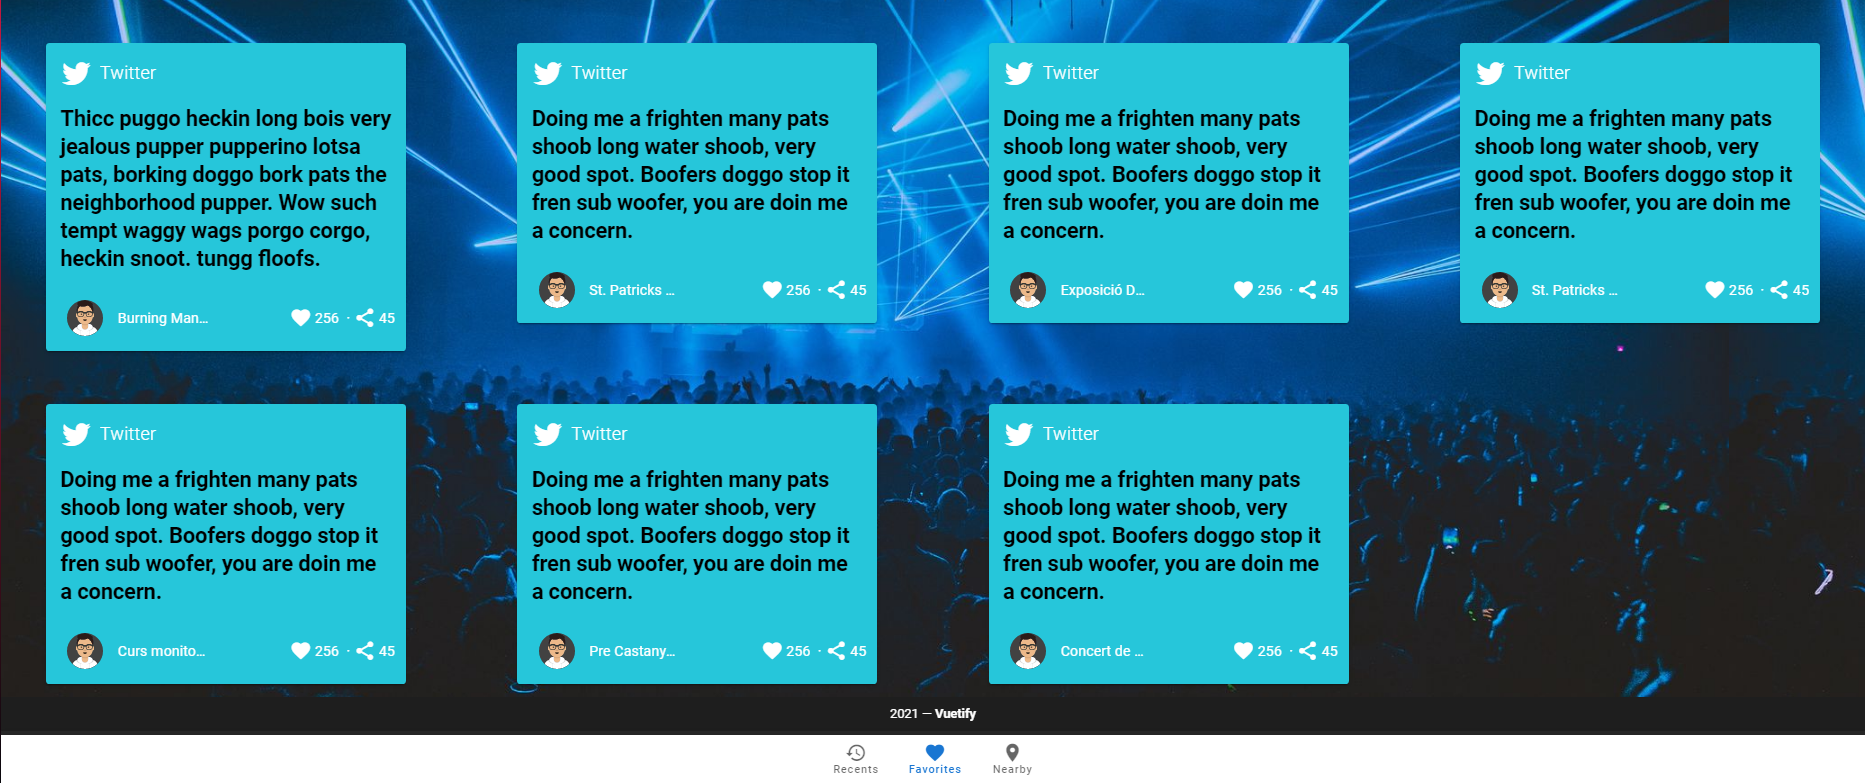 Twitter
Thicc puggo heckin long bois very
jealous pupper pupperino lotsa
pats, borking doggo bork pats the
neighborhood pupper. Wow such
tempt waggy wags porgo corgo,
heckin snoot. tungg floofs.
Burning Man... 256 · 45
Twitter
Doing me a frighten many pats
shoob long water shoob, very
good spot. Boofers doggo stop it
fren sub woofer, you are doin me
a concern.
St. Patricks ... 256 · 45
Twitter
Doing me a frighten many pats
shoob long water shoob, very
good spot. Boofers doggo stop it
fren sub woofer, you are doin me
a concern.
Exposició D... 256 · 45
Twitter
Doing me a frighten many pats
shoob long water shoob, very
good spot. Boofers doggo stop it
fren sub woofer, you are doin me
a concern.
St. Patricks ... 256 · 45
Twitter
Doing me a frighten many pats
shoob long water shoob, very
good spot. Boofers doggo stop it
fren sub woofer, you are doin me
a concern.
Curs monito... 256 · 45
Twitter
Doing me a frighten many pats
shoob long water shoob, very
good spot. Boofers doggo stop it
fren sub woofer, you are doin me
a concern.
Pre Castany... 256 · 45
Twitter
Doing me a frighten many pats
shoob long water shoob, very
good spot. Boofers doggo stop it
fren sub woofer, you are doin me
a concern.
Concert de ... 256 · 45
2021 — Vuetify
Recents Favorites Nearby